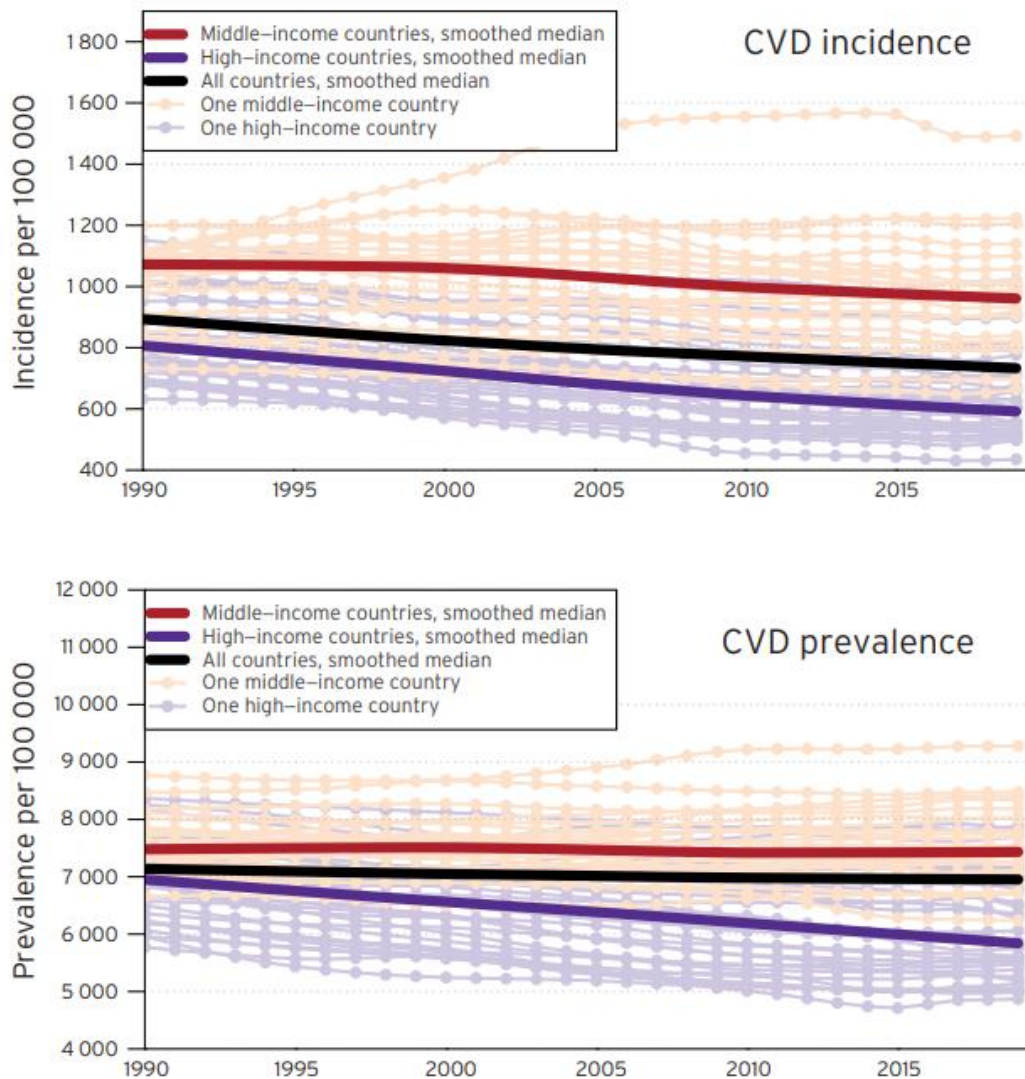 CVD incidence
Middle–income countries, smoothed median
High–income countries, smoothed median
All countries, smoothed median
One middle–income country
One high–income country
Incidence per 100 000
1 800
1600
1400
1200
1000
800
600
400
1990
1995
2000
2005
2010
2015
CVD prevalence
Middle–income countries, smoothed median
High–income countries, smoothed median
All countries, smoothed median
One middle–income country
One high–income country
Prevalence per 100 000
12 000
11 000
10 000
9 000
8 000
7 000
6 000
5 000
4 000
1990
1995
2000
2005
2010
2015